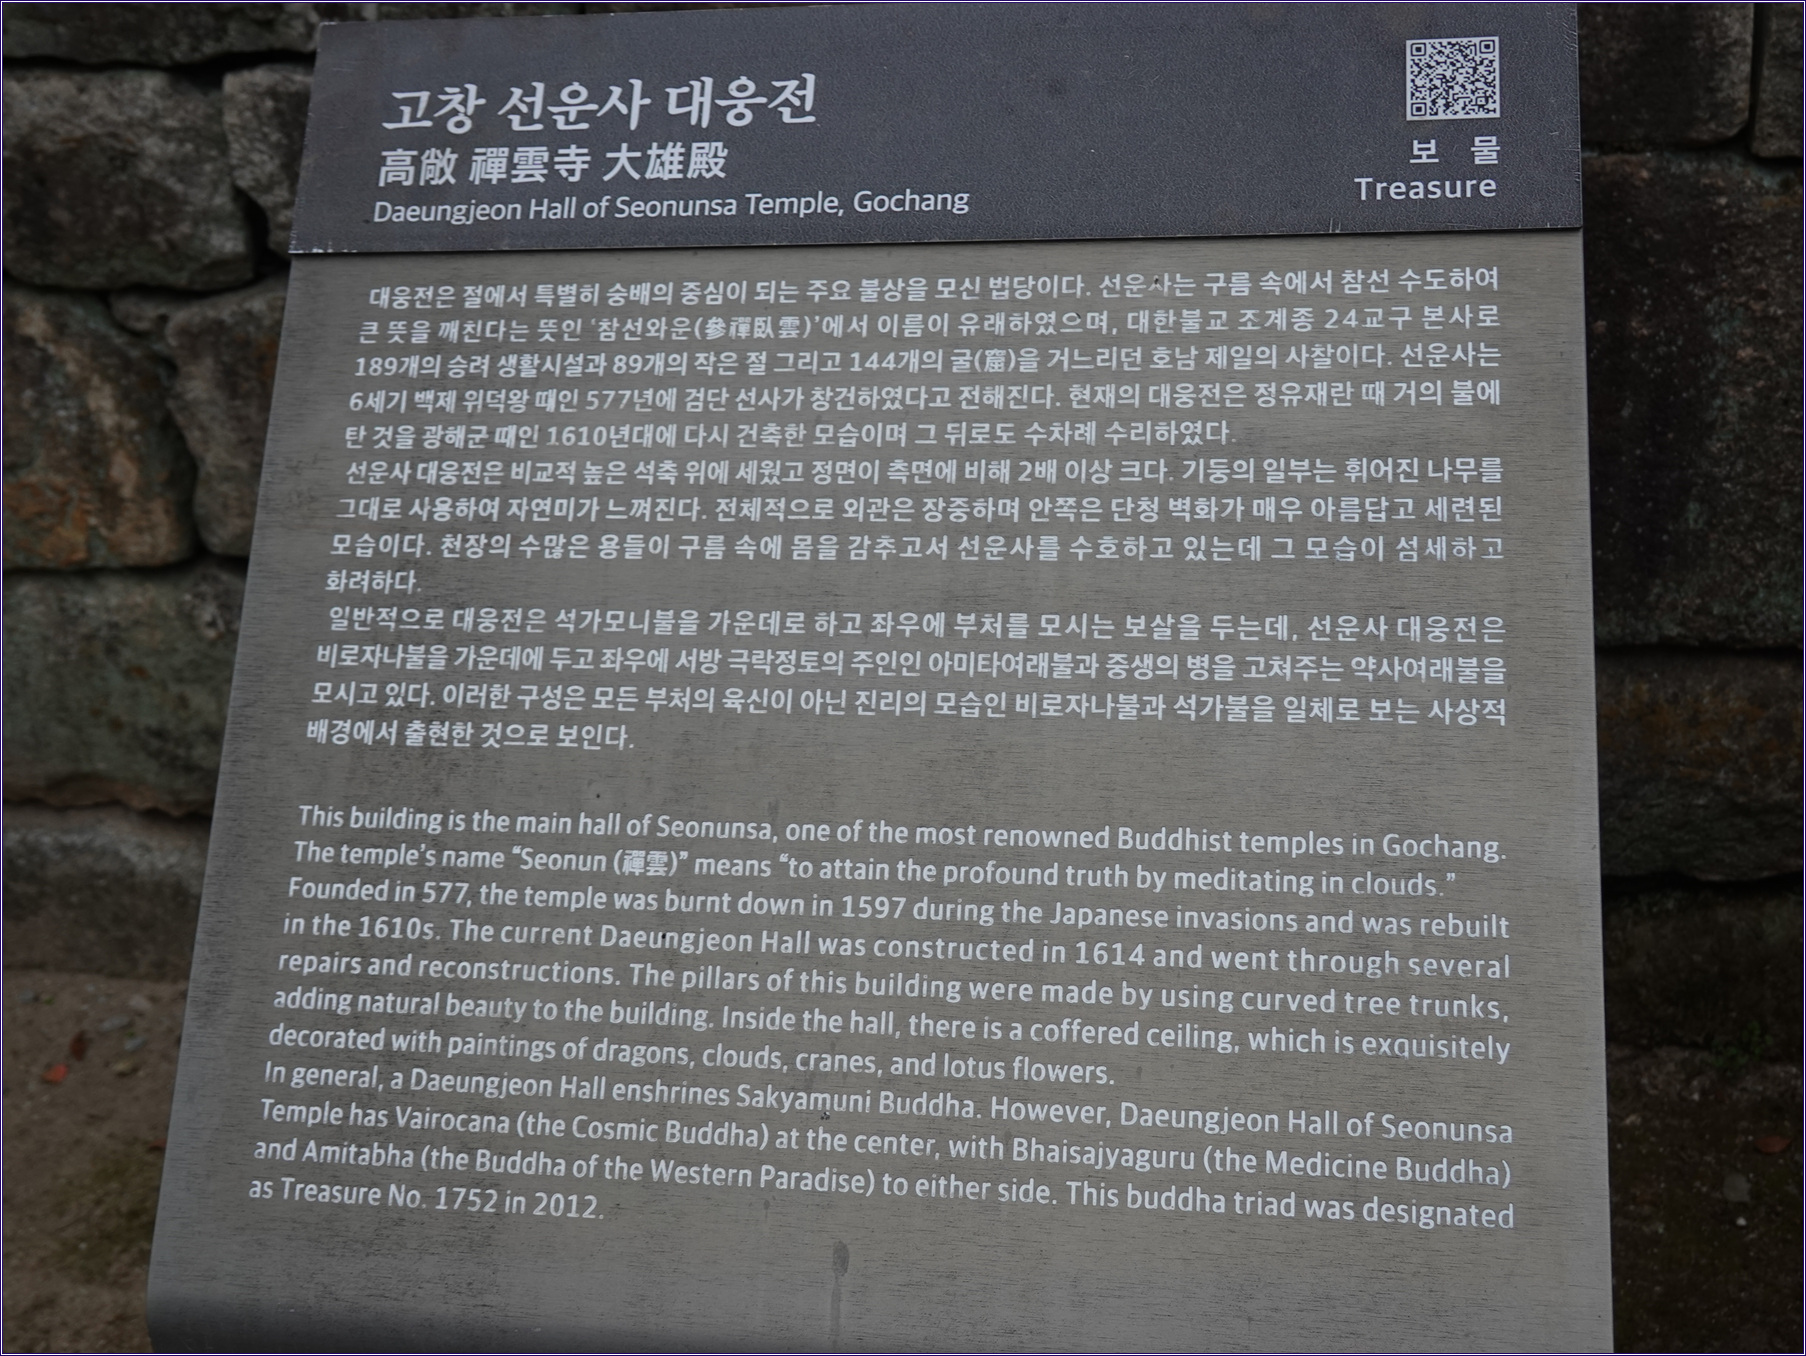 고창 선운사 대웅전
高敞 禪雲寺 大雄殿
Daeungjeon Hall of Seonunsa Temple, Gochang
보 물
Treasure
대웅전은 절에서 특별히 숭배의 중심이 되는 주요 불상을 모신 법당이다. 선운사는 구름 속에서 참선 수도하여
큰 뜻을 깨친다는 뜻인 ‘참선와운(參禪臥雲)’에서 이름이 유래하였으며, 대한불교 조계종 24교구 본사로
189개의 승려 생활시설과 89개의 작은 절 그리고 144개의 굴(窟)을 거느리던 호남 제일의 사찰이다. 선운사는
6세기 백제 위덕왕 때인 577년에 검단 선사가 창건하였다고 전해진다. 현재의 대웅전은 정유재란 때 거의 불에
탄 것을 광해군 때인 1610년대에 다시 건축한 모습이며 그 뒤로도 수차례 수리하였다.
선운사 대웅전은 비교적 높은 석축 위에 세웠고 정면이 측면에 비해 2배 이상 크다. 기둥의 일부는 휘어진 나무를
그대로 사용하여 자연미가 느껴진다. 전체적으로 외관은 장중하며 안쪽은 단청 벽화가 매우 아름답고 세련된
모습이다. 천장의 수많은 용들이 구름 속에 몸을 감추고서 선운사를 수호하고 있는데 그 모습이 섬세하고
화려하다.
일반적으로 대웅전은 석가모니불을 가운데로 하고 좌우에 부처를 모시는 보살을 두는데, 선운사 대웅전은
비로자나불을 가운데에 두고 좌우에 서방 극락정토의 주인인 아미타여래불과 중생의 병을 고쳐주는 약사여래불을
모시고 있다. 이러한 구성은 모든 부처의 육신이 아닌 진리의 모습인 비로자나불과 석가불을 일체로 보는 사상적
배경에서 출현한 것으로 보인다.
This building is the main hall of Seonunsa, one of the most renowned Buddhist temples in Gochang.
The temple’s name “Seonun (禪雲)” means “to attain the profound truth by meditating in clouds.”
Founded in 577, the temple was burnt down in 1597 during the Japanese invasions and was rebuilt
in the 1610s. The current Daeungjeon Hall was constructed in 1614 and went through several
repairs and reconstructions. The pillars of this building were made by using curved tree trunks,
adding natural beauty to the building. Inside the hall, there is a coffered ceiling, which is exquisitely
decorated with paintings of dragons, clouds, cranes, and lotus flowers.
In general, a Daeungjeon Hall enshrines Sakyamuni Buddha. However, Daeungjeon Hall of Seonunsa
Temple has Vairocana (the Cosmic Buddha) at the center, with Bhaisajyaguru (the Medicine Buddha)
and Amitabha (the Buddha of the Western Paradise) to either side. This buddha triad was designated
as Treasure No. 1752 in 2012.